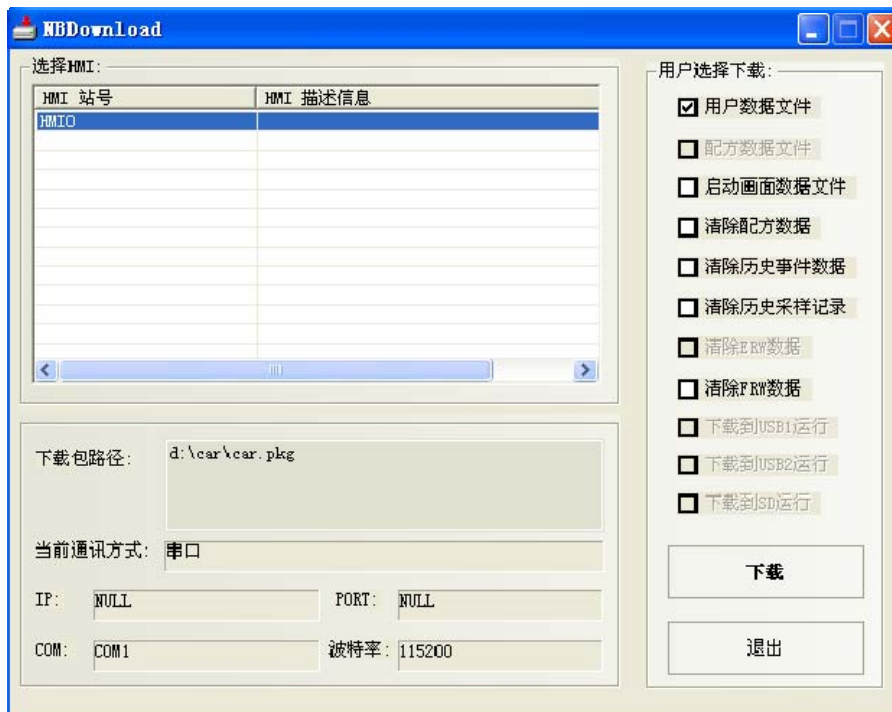 NBDownload
选择HMI:
HMI 站号 HMI 描述信息
HMI0
下载包路径: d:\car\car.pkg
当前通讯方式: 串口
IP: NULL PORT: NULL
COM: COM1 波特率: 115200
用户选择下载:
用户数据文件
配方数据文件
启动画面数据文件
清除配方数据
清除历史事件数据
清除历史采样记录
清除ERW数据
清除FRW数据
下载到USB1运行
下载到USB2运行
下载到SD运行
下载
退出